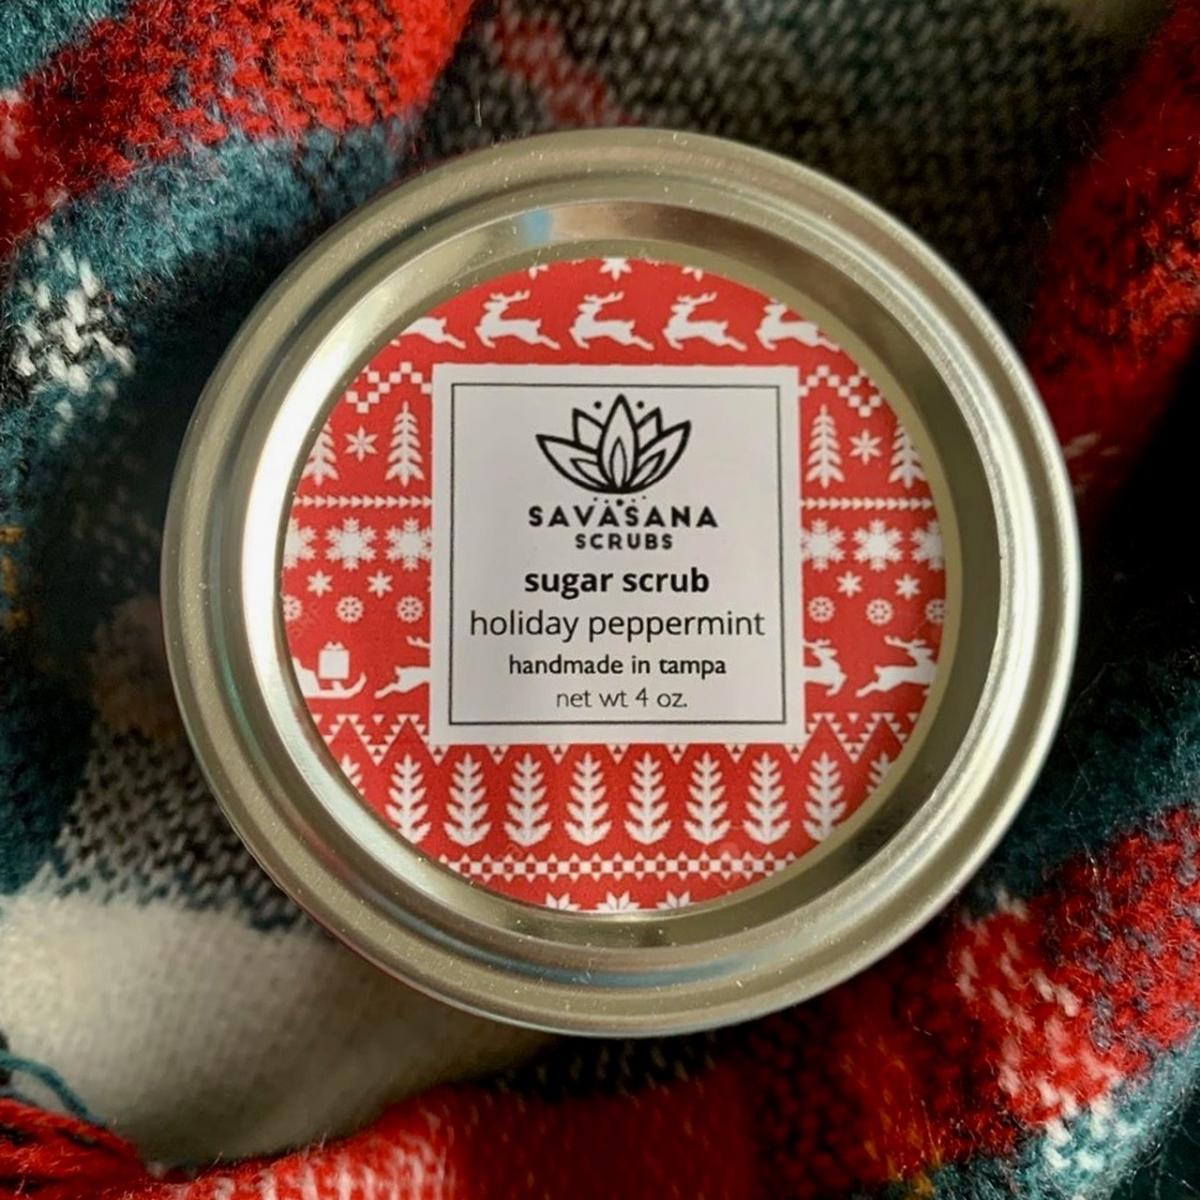 SAVASANA
SCRUBS
sugar scrub
holiday peppermint
handmade in tampa
net wt 4 oz.